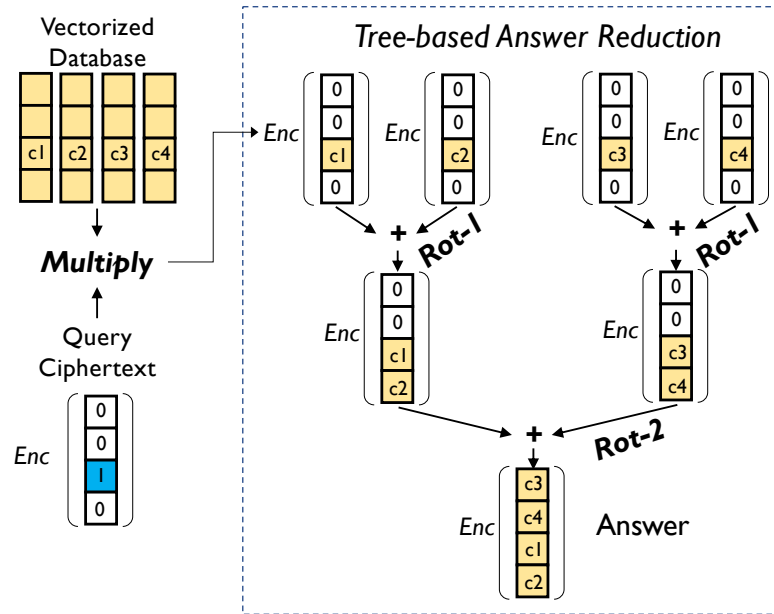 Vectorized
Database
c1 c2 c3 c4
Multiply
Query
Ciphertext
Enc
0
0
1
0
Tree-based Answer Reduction
Enc
0
0
c1
0
Enc
0
0
c2
0
Enc
0
0
c3
0
Enc
0
0
c4
0
+
Rot-1
+
Rot-1
Enc
0
0
c1
c2
Enc
0
0
c3
c4
+
Rot-2
Enc
c3
c4
c1
c2
Answer